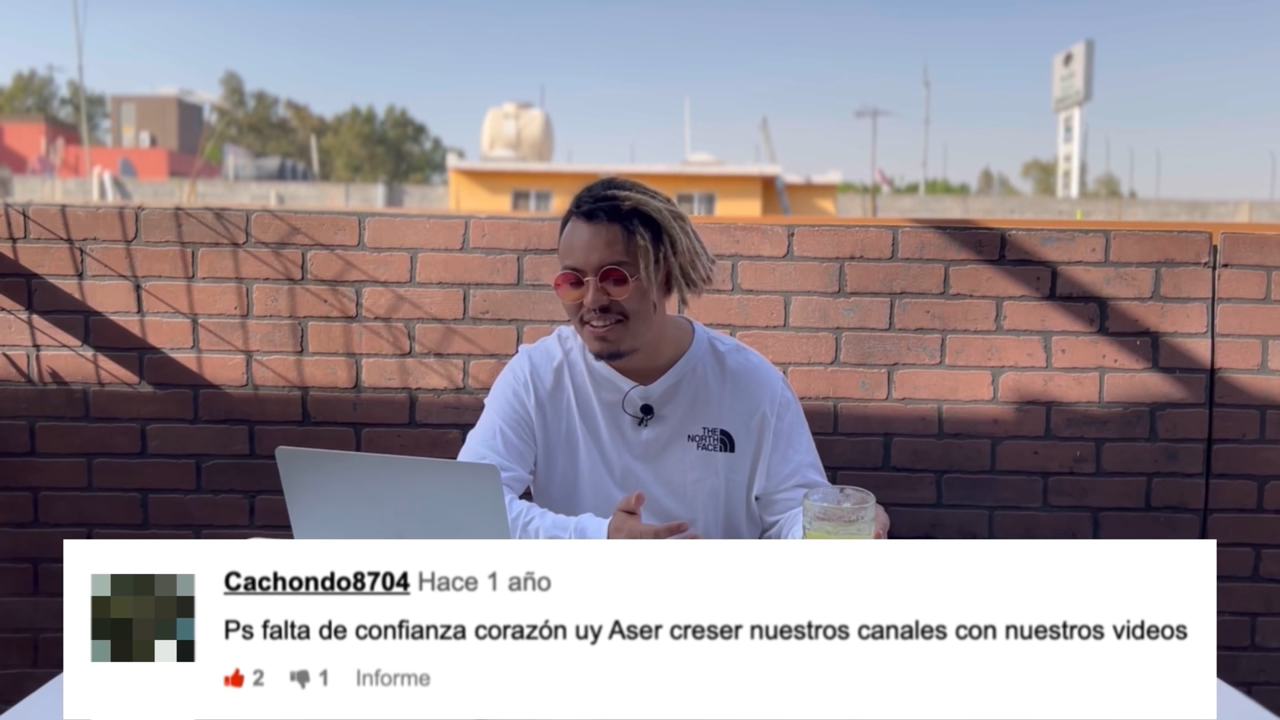 THE
NORTH
FACE
Cachondo8704 Hace 1 año
Ps falta de confianza corazón uy Aser creser nuestros canales con nuestros videos
2 1 Informe